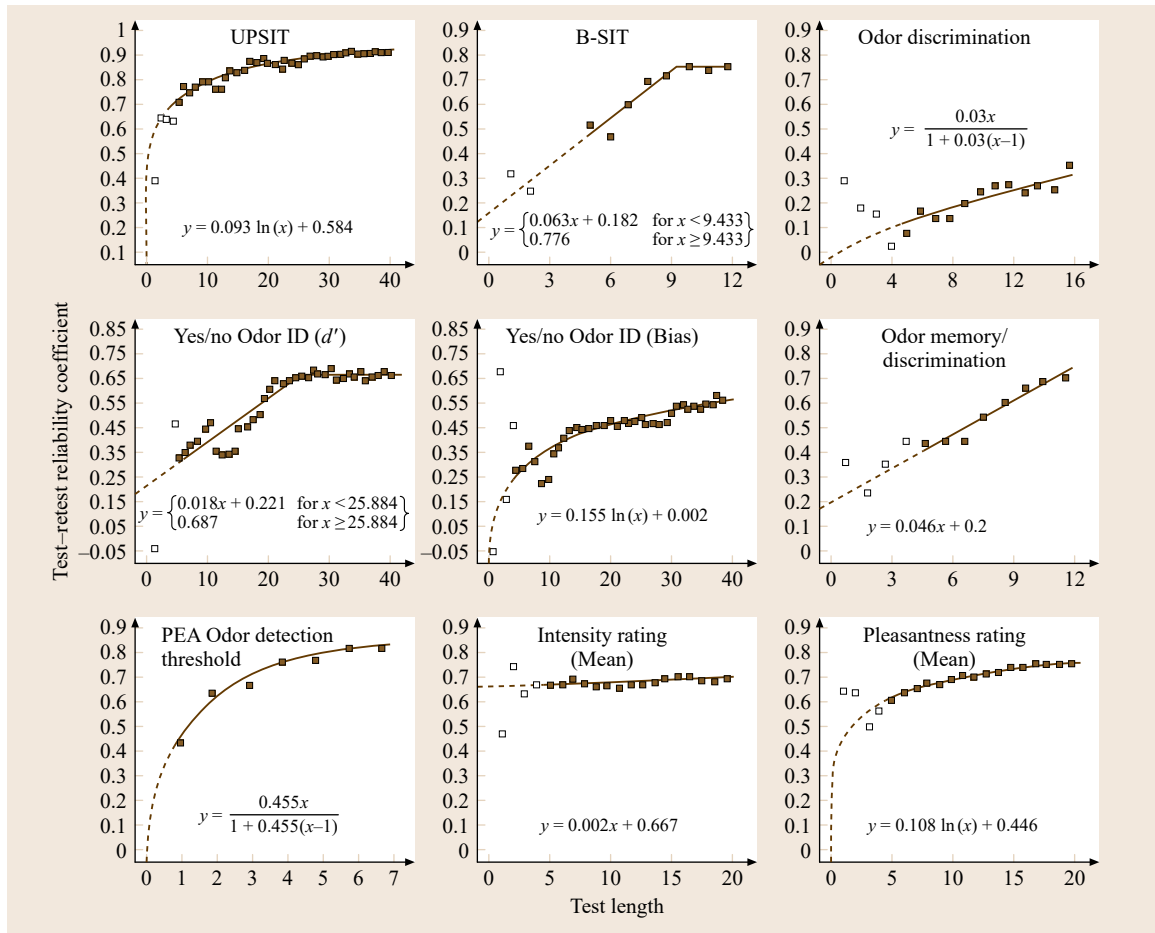 UPSIT
1
0.9
0.8
0.7
0.6
0.5
0.4
0.3
0.2
0.1
y = 0.093 ln (x) + 0.584
0 10 20 30 40
B-SIT
0.9
0.8
0.7
0.6
0.5
0.4
0.3
0.2
0.1
0
y = { 0.063x + 0.182 for x < 9.433
0.776 for x ≥ 9.433 }
0 3 6 9 12
Odor discrimination
0.9
0.8
0.7
0.6
0.5
0.4
0.3
0.2
0.1
0
y = 0.03x
1 + 0.03(x–1)
0 4 8 12 16
Test–retest reliability coefficient
Yes/no Odor ID (d′)
0.85
0.75
0.65
0.55
0.45
0.35
0.25
0.15
0.05
–0.05
y = { 0.018x + 0.221 for x < 25.884
0.687 for x ≥ 25.884 }
0 10 20 30 40
Yes/no Odor ID (Bias)
0.85
0.75
0.65
0.55
0.45
0.35
0.25
0.15
0.05
–0.05
y = 0.155 ln (x) + 0.002
0 10 20 30 40
Odor memory/
discrimination
0.9
0.8
0.7
0.6
0.5
0.4
0.3
0.2
0.1
0
y = 0.046x + 0.2
0 3 6 9 12
PEA Odor detection
threshold
0.9
0.8
0.7
0.6
0.5
0.4
0.3
0.2
0.1
0
y = 0.455x
1 + 0.455(x–1)
0 1 2 3 4 5 6 7
Intensity rating
(Mean)
0.9
0.8
0.7
0.6
0.5
0.4
0.3
0.2
0.1
0
y = 0.002x + 0.667
0 5 10 15 20
Pleasantness rating
(Mean)
0.9
0.8
0.7
0.6
0.5
0.4
0.3
0.2
0.1
0
y = 0.108 ln (x) + 0.446
0 5 10 15 20
Test length